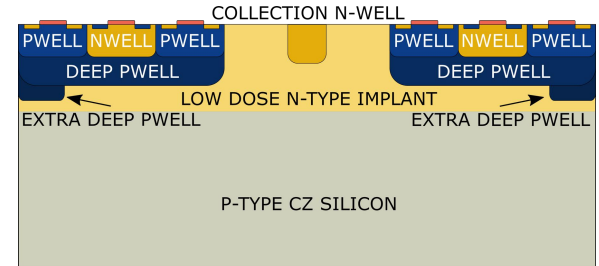 COLLECTION N-WELL
PWELL NWELL PWELL PWELL NWELL PWELL
DEEP PWELL DEEP PWELL
LOW DOSE N-TYPE IMPLANT
EXTRA DEEP PWELL EXTRA DEEP PWELL
P-TYPE CZ SILICON